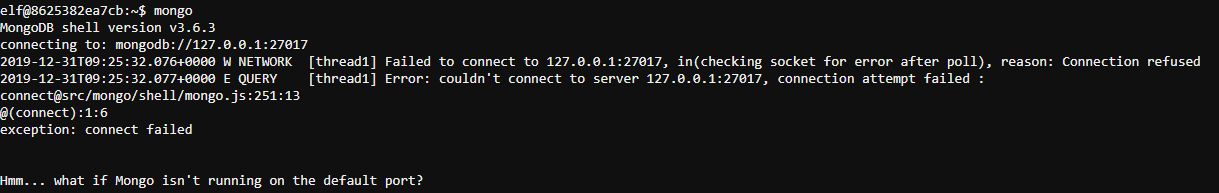 elf@8625382ea7cb:~$ mongo
MongoDB shell version v3.6.3
connecting to: mongodb://127.0.0.1:27017
2019-12-31T09:25:32.076+0000 W NETWORK  [thread1] Failed to connect to 127.0.0.1:27017, in(checking socket for error after poll), reason: Connection refused
2019-12-31T09:25:32.077+0000 E QUERY    [thread1] Error: couldn't connect to server 127.0.0.1:27017, connection attempt failed :
connect@src/mongo/shell/mongo.js:251:13
@(connect):1:6
exception: connect failed
Hmm... what if Mongo isn't running on the default port?